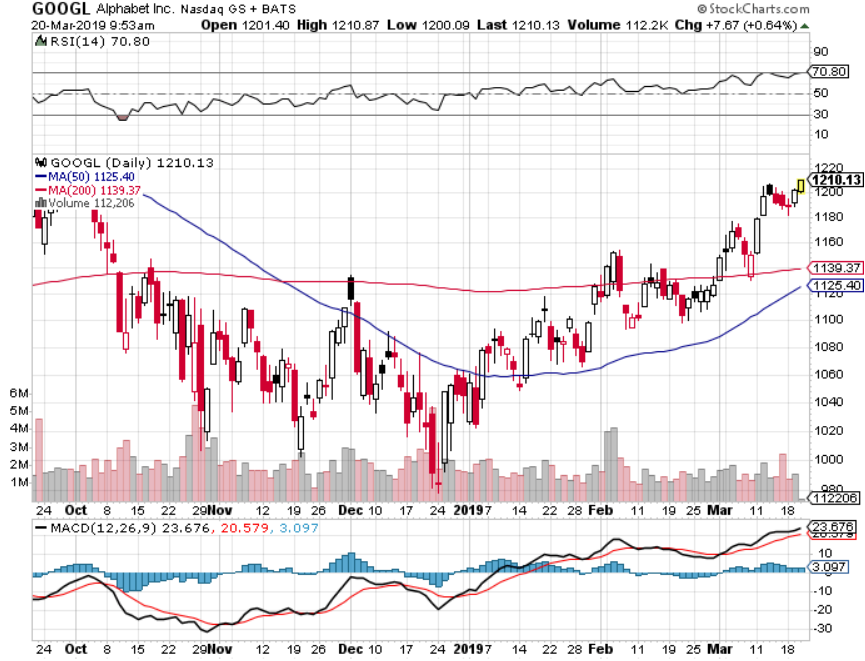 GOOGL Alphabet Inc. Nasdaq GS + BATS © StockCharts.com
20-Mar-2019 9:53am Open 1201.40 High 1210.87 Low 1200.09 Last 1210.13 Volume 112.2K Chg +7.67 (+0.64%)
RSI(14) 70.80
90
70.80
50
30
10
GOOGL (Daily) 1210.13
MA(50) 1125.40
MA(200) 1139.37
Volume 112,206
1220
1210.13
1200
1180
1160
1139.37
1125.40
1120
1100
1080
1060
1040
1020
1000
980
6M
5M
4M
3M
2M
1M
112206
24 Oct 8 15 22 29 Nov 12 19 26 Dec 10 17 24 2019 7 14 22 28 Feb 11 19 25 Mar 11 18
MACD(12,26,9) 23.676, 20.579, 3.097
23.676
20.579
10
3.097
-10
-20
-30
24 Oct 8 15 22 29 Nov 12 19 26 Dec 10 17 24 2019 7 14 22 28 Feb 11 19 25 Mar 11 18